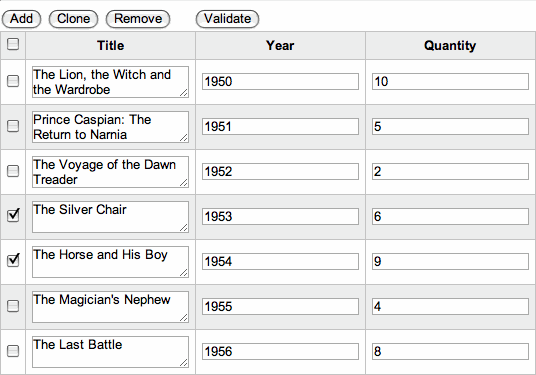 Add Clone Remove Validate
Title Year Quantity
The Lion, the Witch and
the Wardrobe
1950 10
Prince Caspian: The
Return to Narnia
1951 5
The Voyage of the Dawn
Treader
1952 2
The Silver Chair 1953 6
The Horse and His Boy 1954 9
The Magician's Nephew 1955 4
The Last Battle 1956 8